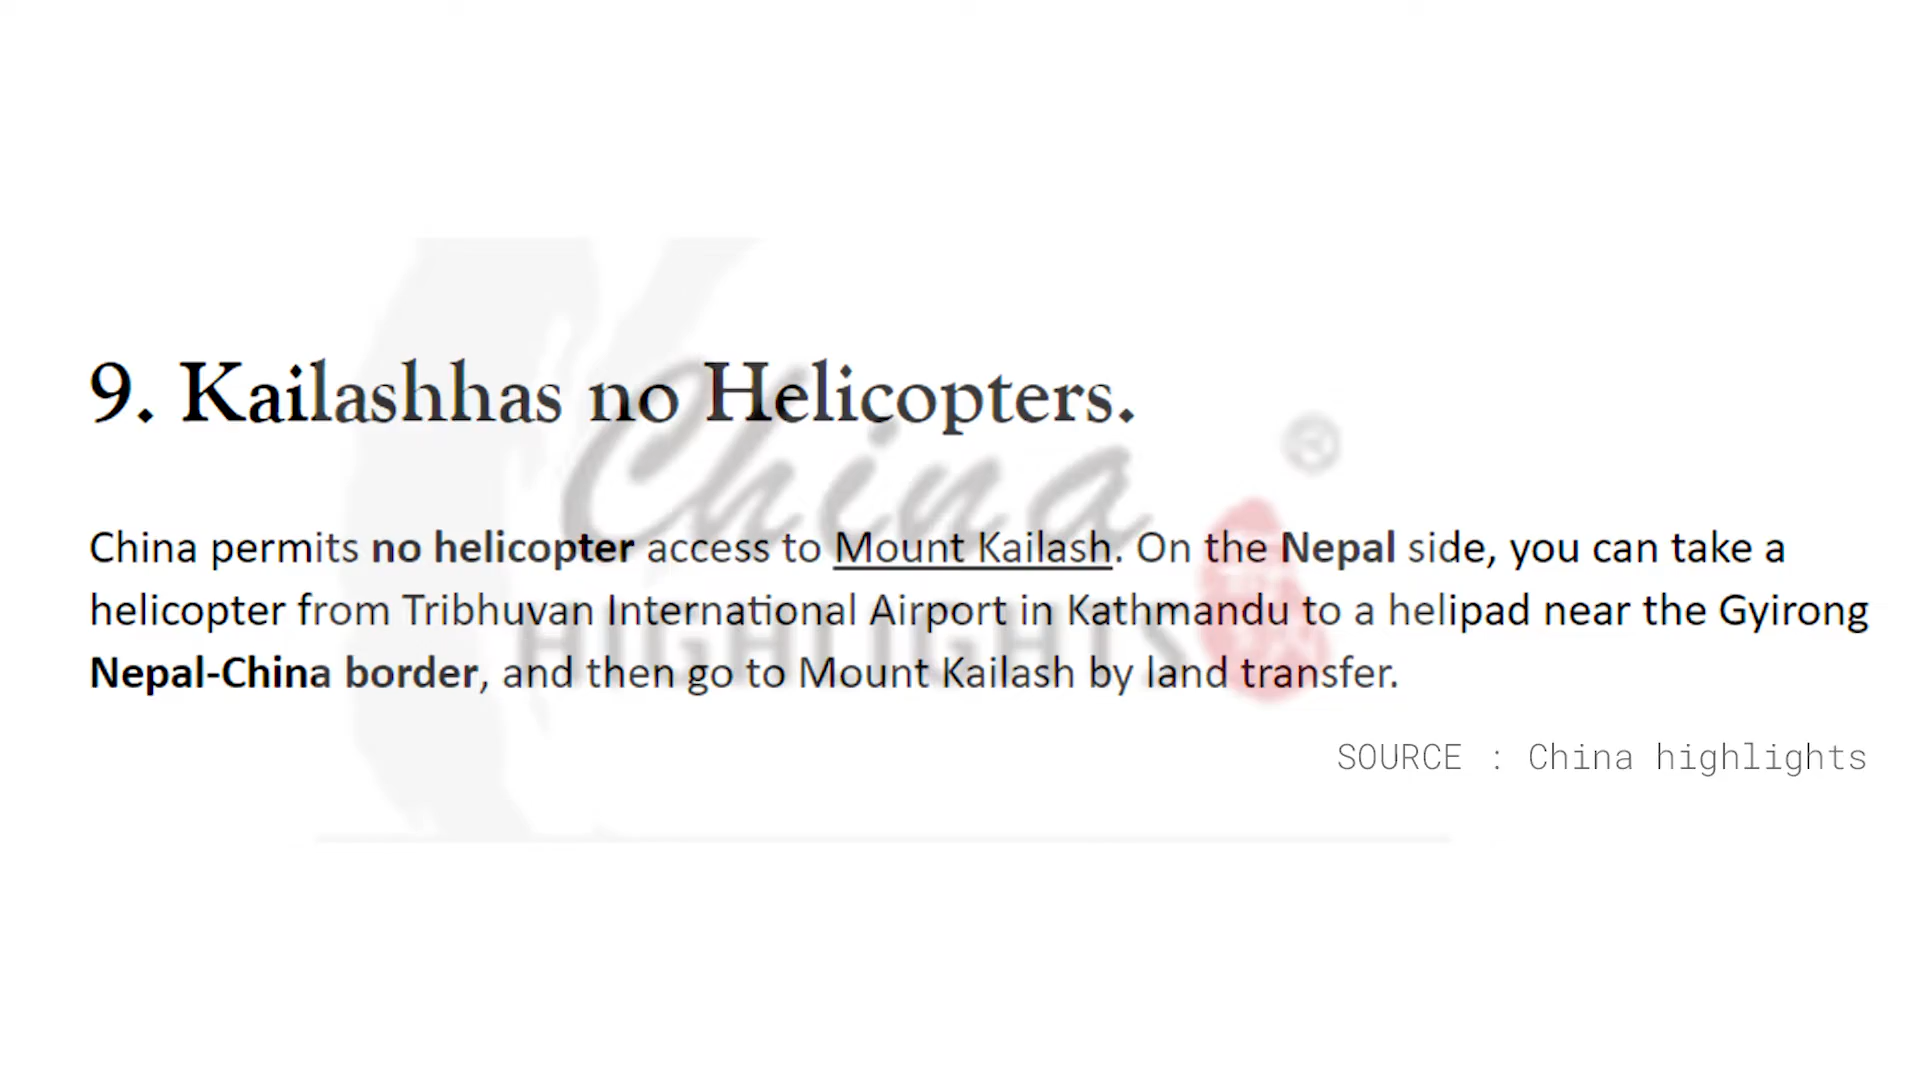 9. Kailashhas no Helicopters.
China permits no helicopter access to Mount Kailash. On the Nepal side, you can take a
helicopter from Tribhuvan International Airport in Kathmandu to a helipad near the Gyirong
Nepal-China border, and then go to Mount Kailash by land transfer.
SOURCE : China highlights
China
HIGHLIGHTS